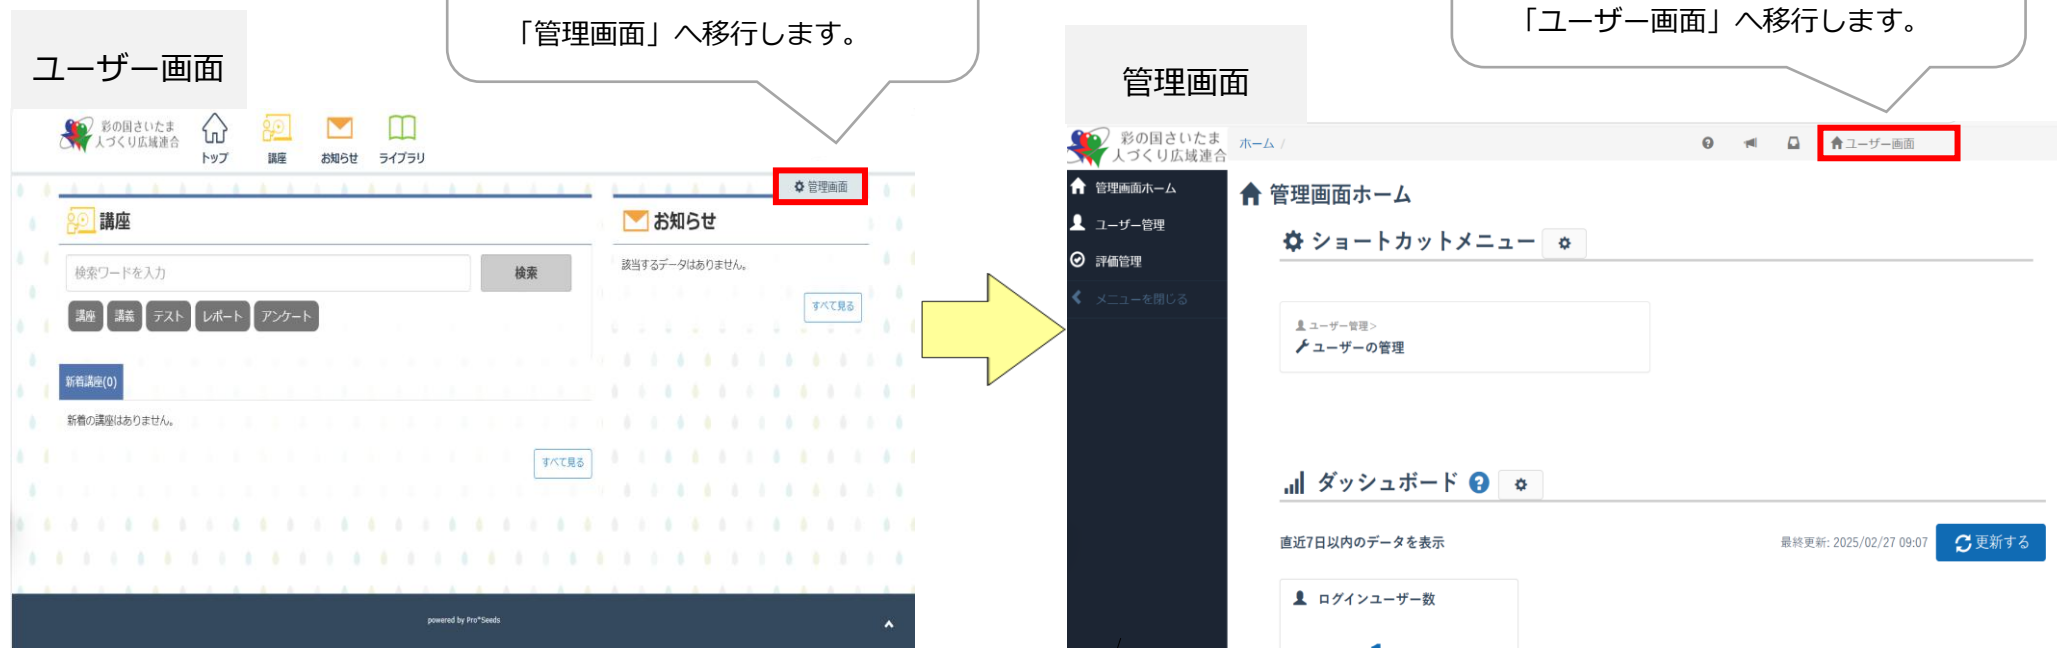 「管理画面」へ移行します。
ユーザー画面
彩の国さいたま
人づくり広域連合
トップ
講座
お知らせ
ライブラリ
管理画面
講座
検索ワードを入力
検索
講座
講義
テスト
レポート
アンケート
新着講座(0)
新着の講座はありません。
すべて見る
お知らせ
該当するデータはありません。
すべて見る
powered by Pro*Seeds
「ユーザー画面」へ移行します。
管理画面
彩の国さいたま
人づくり広域連合
ホーム /
ユーザー画面
管理画面ホーム
ユーザー管理
評価管理
メニューを閉じる
管理画面ホーム
ショートカットメニュー
ユーザー管理>
ユーザーの管理
ダッシュボード
直近7日以内のデータを表示
最終更新: 2025/02/27 09:07
更新する
ログインユーザー数